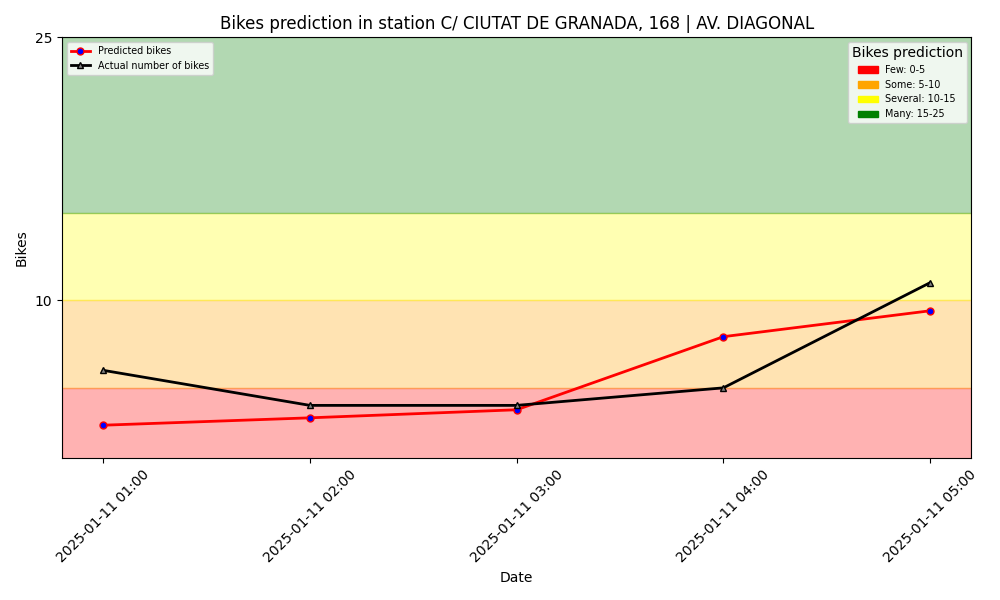 Bikes prediction in station C/ CIUTAT DE GRANADA, 168 | AV. DIAGONAL
25
Predicted bikes
Actual number of bikes
Bikes prediction
Few: 0-5
Some: 5-10
Several: 10-15
Many: 15-25
Bikes
10
2025-01-11 01:00
2025-01-11 02:00
2025-01-11 03:00
2025-01-11 04:00
2025-01-11 05:00
Date